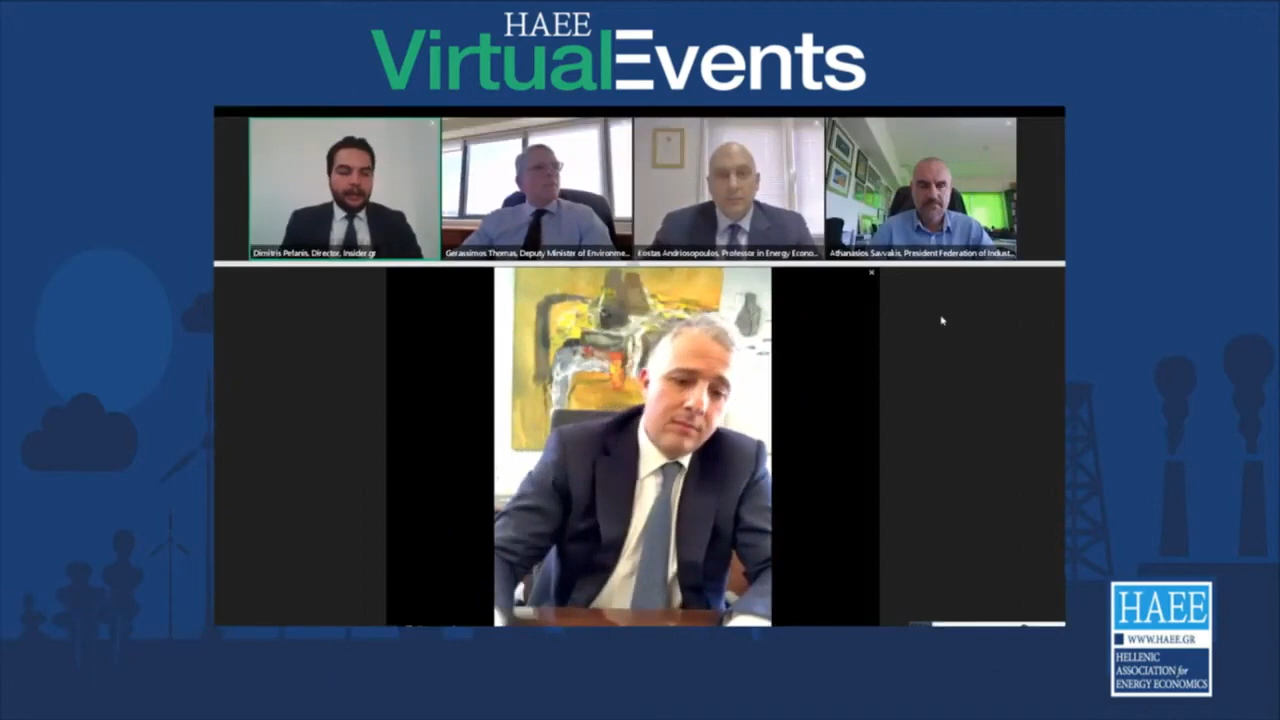 HAEE
VirtualEvents
Dimitris Pefanis, Director, Insider.gr
Gerassimos Thomas, Deputy Minister of Environme...
Kostas Andriosopoulos, Professor in Energy Econo...
Athanasios Savvakis, President Federation of Indust...
HAEE
WWW.HAEE.GR
HELLENIC
ASSOCIATION for
ENERGY ECONOMICS